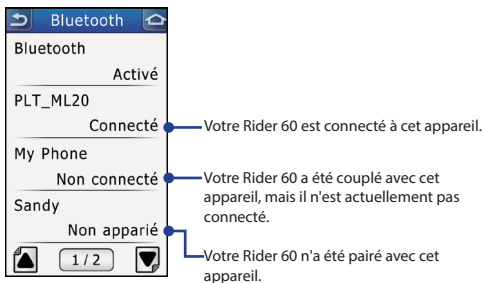 Bluetooth
Bluetooth
Activé
PLT_ML20
Connecté
My Phone
Non connecté
Sandy
Non apparié
1 / 2
Votre Rider 60 est connecté à cet appareil.
Votre Rider 60 a été couplé avec cet
appareil, mais il n'est actuellement pas
connecté.
Votre Rider 60 n'a été pairé avec cet
appareil.